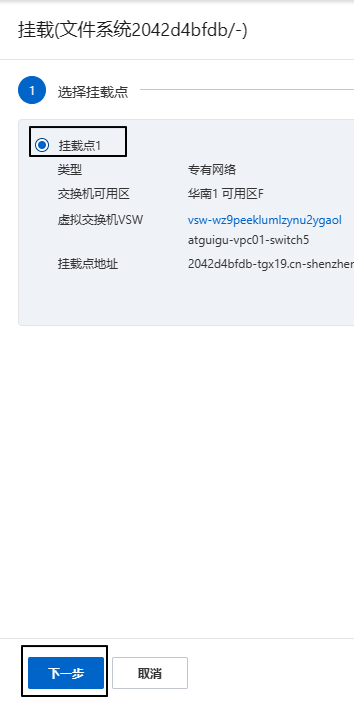 挂载(文件系统2042d4bfdb/-)
1 选择挂载点
挂载点1
类型 专有网络
交换机可用区 华南1 可用区F
虚拟交换机VSW vsw-wz9peeklumlzynu2ygaol
atguigu-vpc01-switch5
挂载点地址 2042d4bfdb-tgx19.cn-shenzhen
下一步 取消